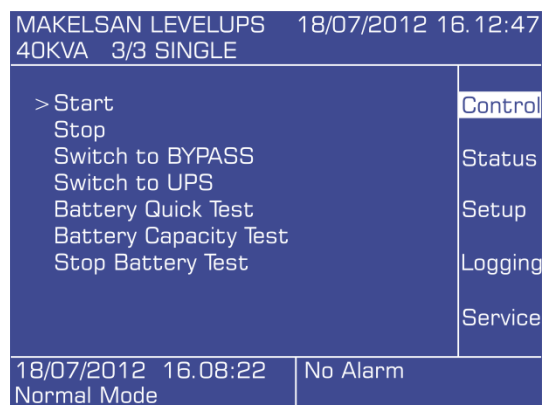 MAKELSAN LEVELUPS 18/07/2012 16.12:47
40KVA 3/3 SINGLE
> Start
Stop
Switch to BYPASS
Switch to UPS
Battery Quick Test
Battery Capacity Test
Stop Battery Test
Control
Status
Setup
Logging
Service
18/07/2012 16.08:22
Normal Mode
No Alarm